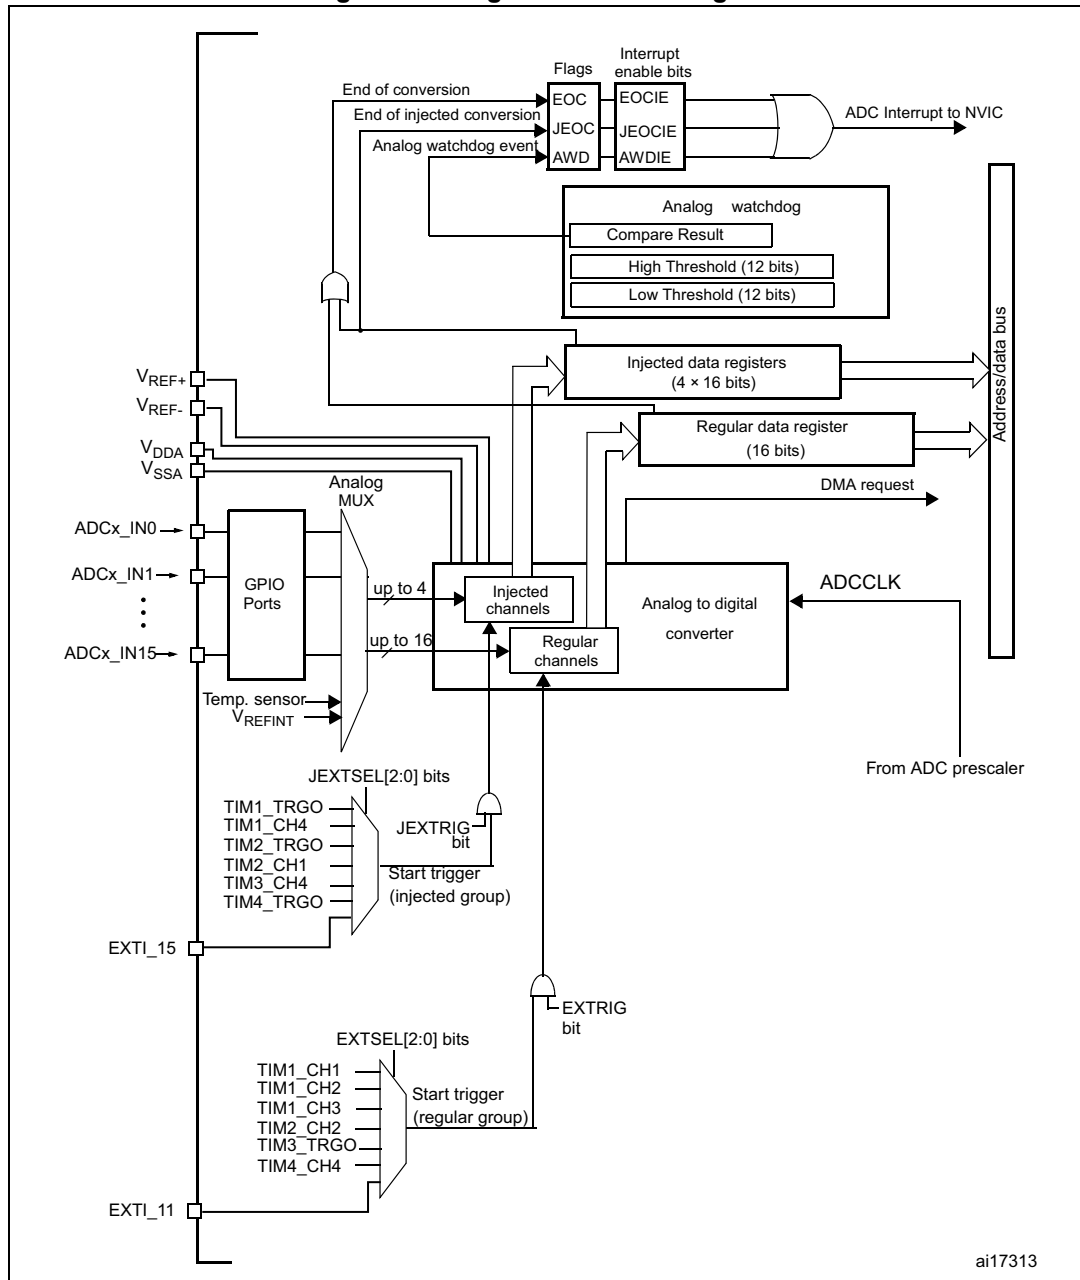 Interrupt
Flags
enable bits
End of conversion
EOC
EOCIE
ADC Interrupt to NVIC
End of injected conversion
JEOC
JEOCIE
Analog watchdog event
AWD
AWDIE
Analog watchdog
Compare Result
High Threshold (12 bits)
Low Threshold (12 bits)
Address/data bus
Injected data registers
(4 × 16 bits)
VREF+
VREF-
VDDA
VSSA
Regular data register
(16 bits)
Analog
MUX
DMA request
ADCx_IN0
ADCx_IN1
ADCx_IN15
GPIO
Ports
up to 4
up to 16
Injected
channels
Regular
channels
Analog to digital
converter
ADCCLK
Temp. sensor
VREFINT
From ADC prescaler
JEXTSEL[2:0] bits
TIM1_TRGO
TIM1_CH4
TIM2_TRGO
TIM2_CH1
TIM3_CH4
TIM4_TRGO
JEXTRIG
bit
Start trigger
(injected group)
EXTI_15
EXTRIG
bit
EXTSEL[2:0] bits
TIM1_CH1
TIM1_CH2
TIM1_CH3
TIM2_CH2
TIM3_TRGO
TIM4_CH4
Start trigger
(regular group)
EXTI_11
ai17313